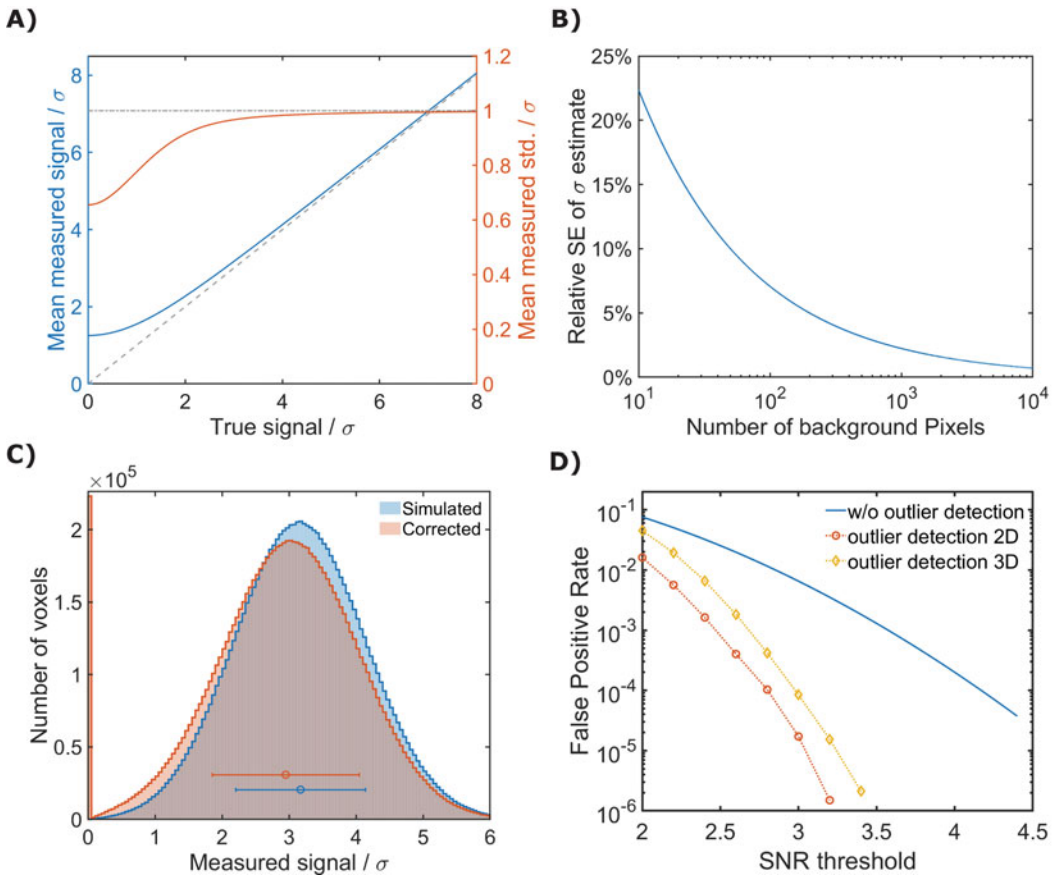 A)
Mean measured signal / σ
8
6
4
2
0
0
2
4
6
8
True signal / σ
1.2
1
0.8
0.6
0.4
0.2
0
Mean measured std. / σ
B)
Relative SE of σ estimate
25%
20%
15%
10%
5%
0%
10^1
10^2
10^3
10^4
Number of background Pixels
C)
×10^5
Number of voxels
2
1.5
1
0.5
0
0
1
2
3
4
5
6
Measured signal / σ
Simulated
Corrected
D)
False Positive Rate
10^-1
10^-2
10^-3
10^-4
10^-5
10^-6
2
2.5
3
3.5
4
4.5
SNR threshold
w/o outlier detection
outlier detection 2D
outlier detection 3D